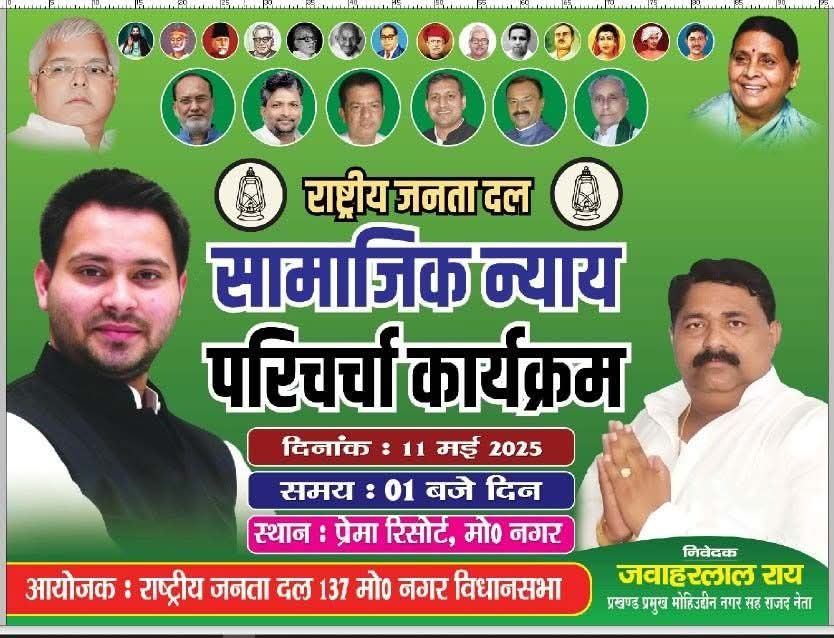 राष्ट्रीय जनता दल
सामाजिक न्याय
परिचर्चा कार्यक्रम
दिनांक : 11 मई 2025
समय : 01 बजे दिन
स्थान : प्रेमा रिसोर्ट, मो0 नगर
आयोजक : राष्ट्रीय जनता दल 137 मो0 नगर विधानसभा
निवेदक
जवाहरलाल राय
प्रखण्ड प्रमुख मोहिउद्दीन नगर सह राजद नेता